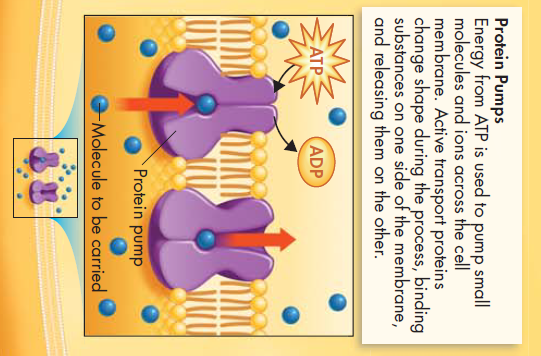 Protein Pumps
Energy from ATP is used to pump small
molecules and ions across the cell
membrane. Active transport proteins
change shape during the process, binding
substances on one side of the membrane,
and releasing them on the other.
ATP
ADP
Protein pump
Molecule to be carried